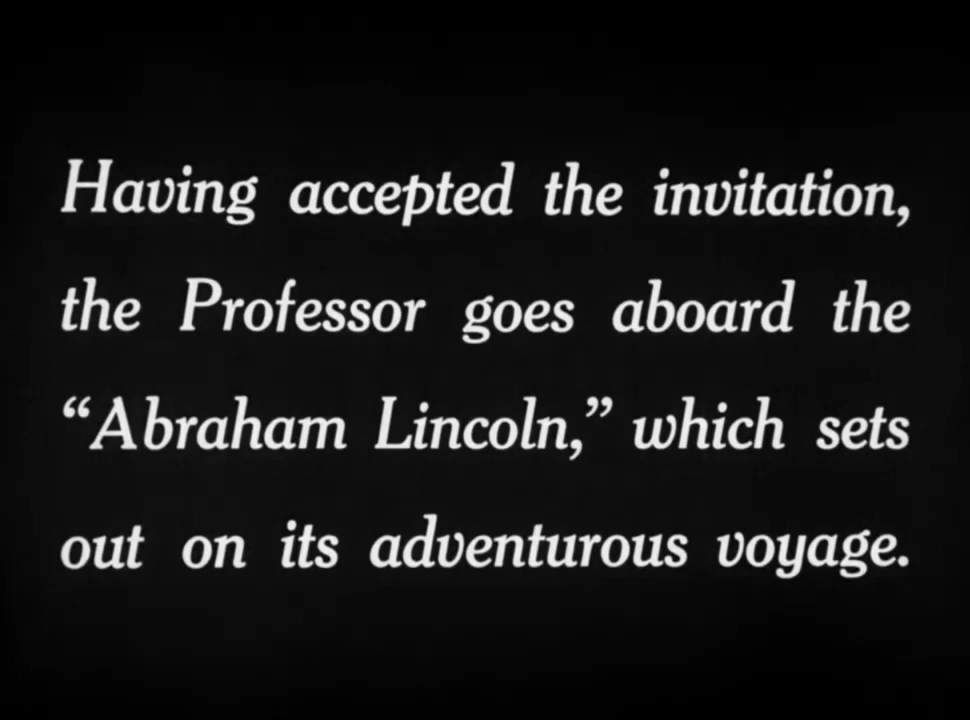 Having accepted the invitation,
the Professor goes aboard the
“Abraham Lincoln,” which sets
out on its adventurous voyage.